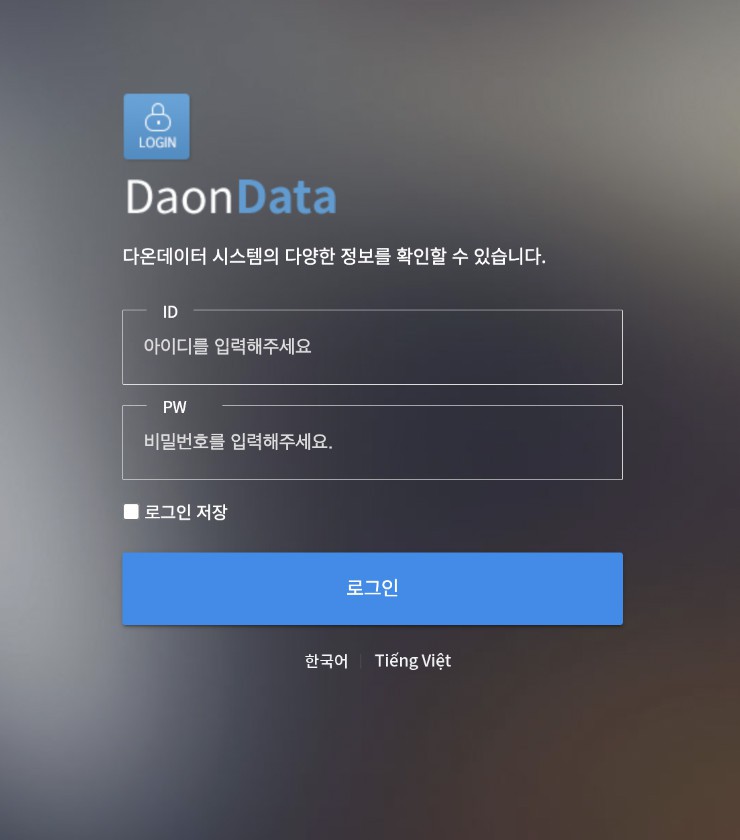 LOGIN
DaonData
다온데이터 시스템의 다양한 정보를 확인할 수 있습니다.
ID
아이디를 입력해주세요
PW
비밀번호를 입력해주세요.
로그인 저장
로그인
한국어 | Tiếng Việt